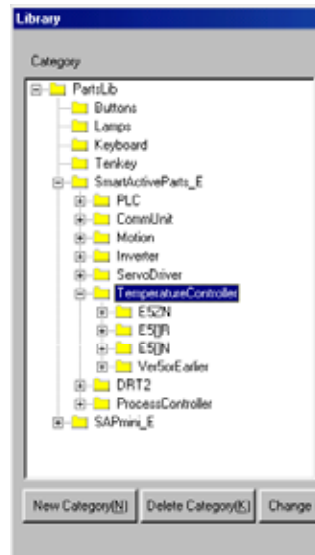 Library
Category
PartsLib
Buttons
Lamps
Keyboard
Tenkey
SmartActiveParts_E
PLC
CommUnit
Motion
Inverter
ServoDriver
TemperatureController
E5ZN
E5[]R
E5[]N
Ver5orEarlier
DRT2
ProcessController
SAPmini_E
New Category(N) Delete Category(K) Change